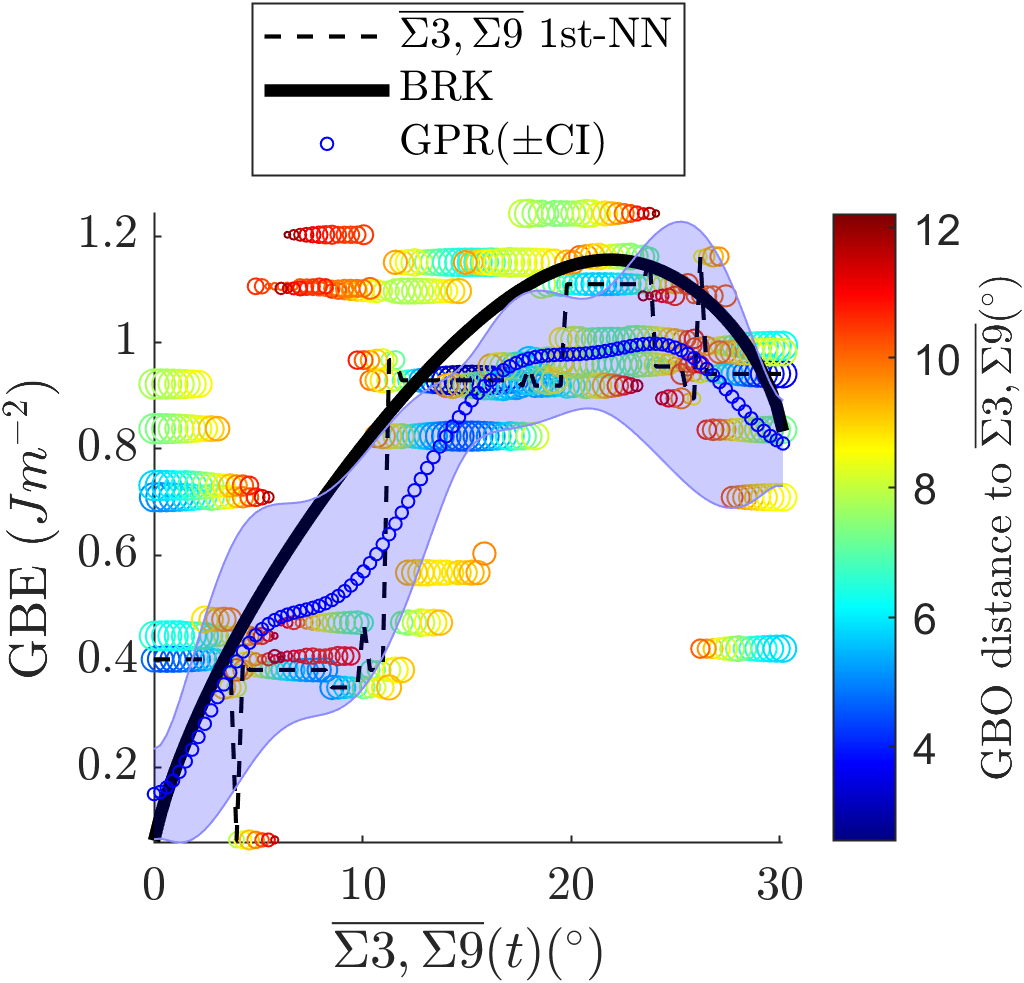 Σ3, Σ9 1st-NN
BRK
GPR(±CI)
GBE (Jm⁻²)
1.2
1
0.8
0.6
0.4
0.2
0 10 20 30
Σ3, Σ9(t)(°)
12
10
8
6
4
GBO distance to Σ3, Σ9(°)